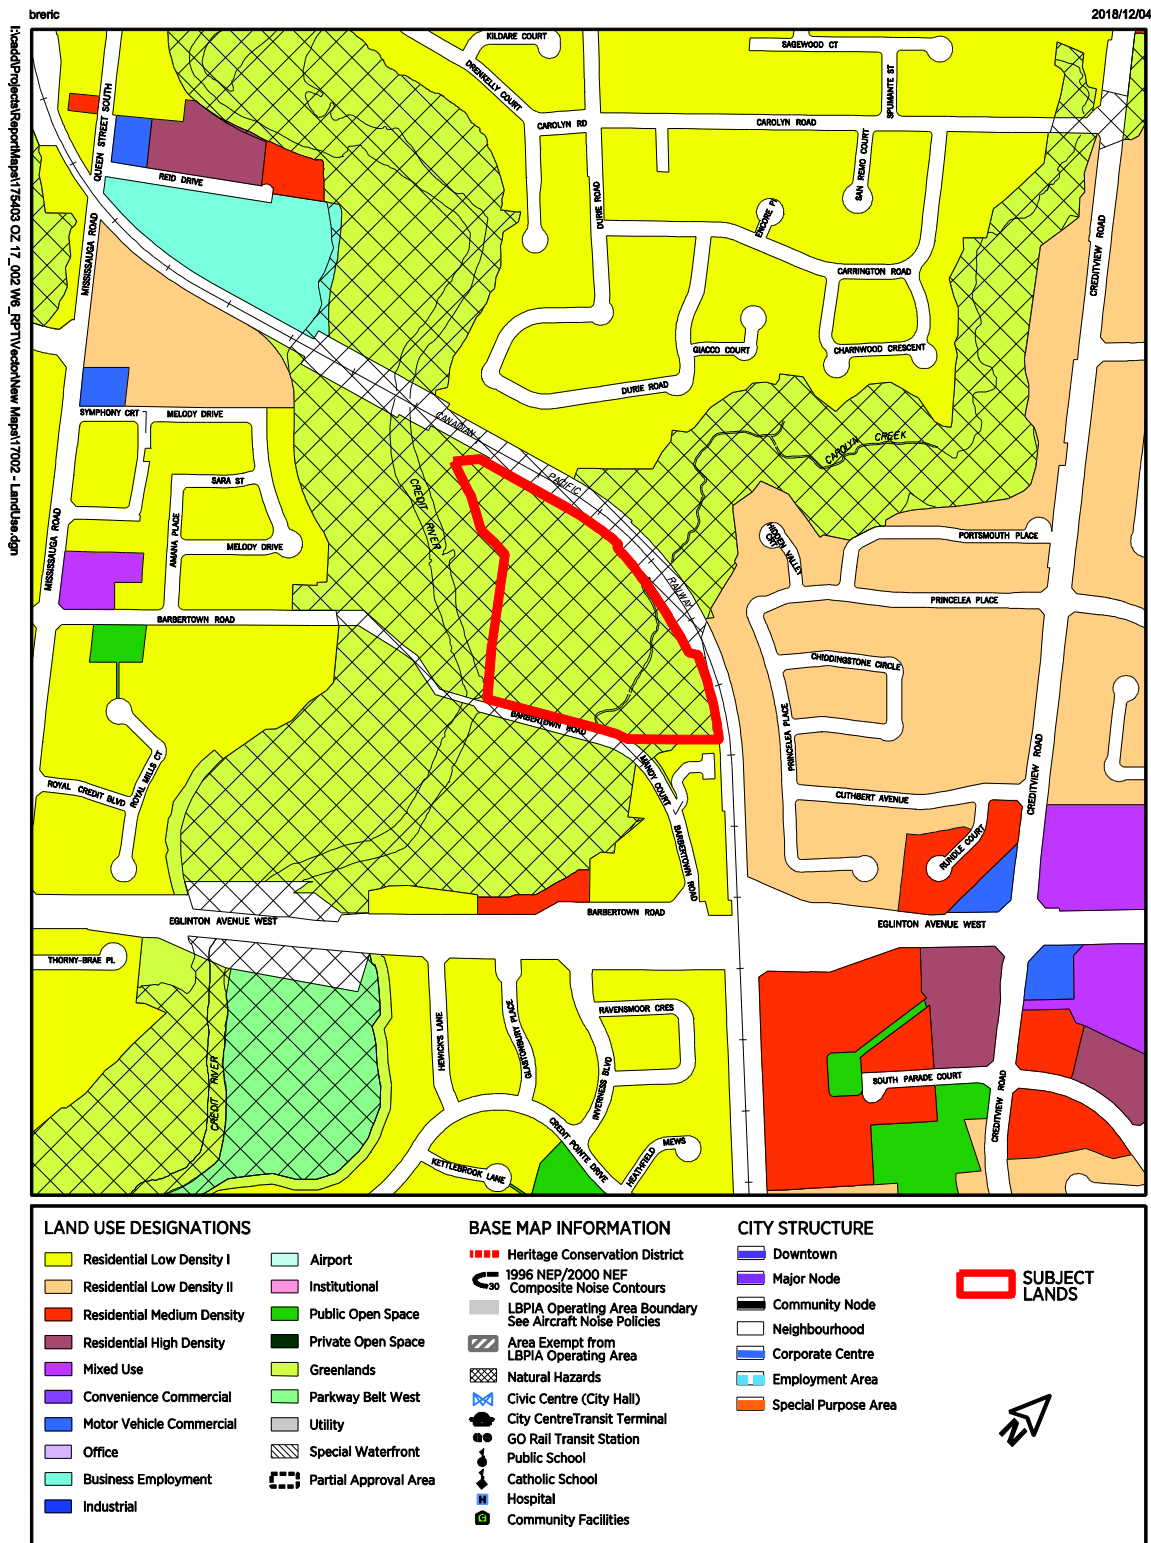 breric
2018/12/04
I:\cadd\Projects\ReportMaps\175403 OZ 17_002 W6_RPT\Vector\New Maps\17002 - LandUse.dgn
KILDARE COURT
SAGEWOOD CT
DRENKELLY COURT
SPUMANTE ST
QUEEN STREET SOUTH
CAROLYN RD
CAROLYN ROAD
SAN REMO COURT
REID DRIVE
DURIE ROAD
ENCORE PL
MISSISSAUGA ROAD
CREDITVIEW ROAD
CARRINGTON ROAD
GIACCO COURT
CHARNWOOD CRESCENT
DURIE ROAD
SYMPHONY CRT
MELODY DRIVE
CANADIAN
PACIFIC
RAILWAY
CAROLYN CREEK
SARA ST
CREDIT RIVER
MISSISSAUGA ROAD
AMANA PLACE
MELODY DRIVE
HIDDEN VALLEY
CRT
PORTSMOUTH PLACE
PRINCELEA PLACE
BARBERTOWN ROAD
CHIDDINGSTONE CIRCLE
BARBERTOWN ROAD
PRINCELEA PLACE
MANDY COURT
CREDITVIEW ROAD
ROYAL CREDIT BLVD
ROYAL MILLS CT
CUTHBERT AVENUE
BARBERTOWN ROAD
RUNDLE COURT
BARBERTOWN ROAD
EGLINTON AVENUE WEST
EGLINTON AVENUE WEST
THORNY-BRAE PL
HEWICK'S LANE
GLASTONBURY PLACE
RAVENSMOOR CRES
INVERNESS BLVD
CREDIT RIVER
SOUTH PARADE COURT
CREDITVIEW ROAD
CREDIT POINTE DRIVE
HEATHFIELD MEWS
KETTLEBROOK LANE
LAND USE DESIGNATIONS
Residential Low Density I
Residential Low Density II
Residential Medium Density
Residential High Density
Mixed Use
Convenience Commercial
Motor Vehicle Commercial
Office
Business Employment
Industrial
Airport
Institutional
Public Open Space
Private Open Space
Greenlands
Parkway Belt West
Utility
Special Waterfront
Partial Approval Area
BASE MAP INFORMATION
Heritage Conservation District
30
1996 NEP/2000 NEF
Composite Noise Contours
LBPIA Operating Area Boundary
See Aircraft Noise Policies
Area Exempt from
LBPIA Operating Area
Natural Hazards
Civic Centre (City Hall)
City CentreTransit Terminal
GO Rail Transit Station
Public School
Catholic School
H Hospital
Community Facilities
CITY STRUCTURE
Downtown
Major Node
Community Node
Neighbourhood
Corporate Centre
Employment Area
Special Purpose Area
SUBJECT
LANDS
N